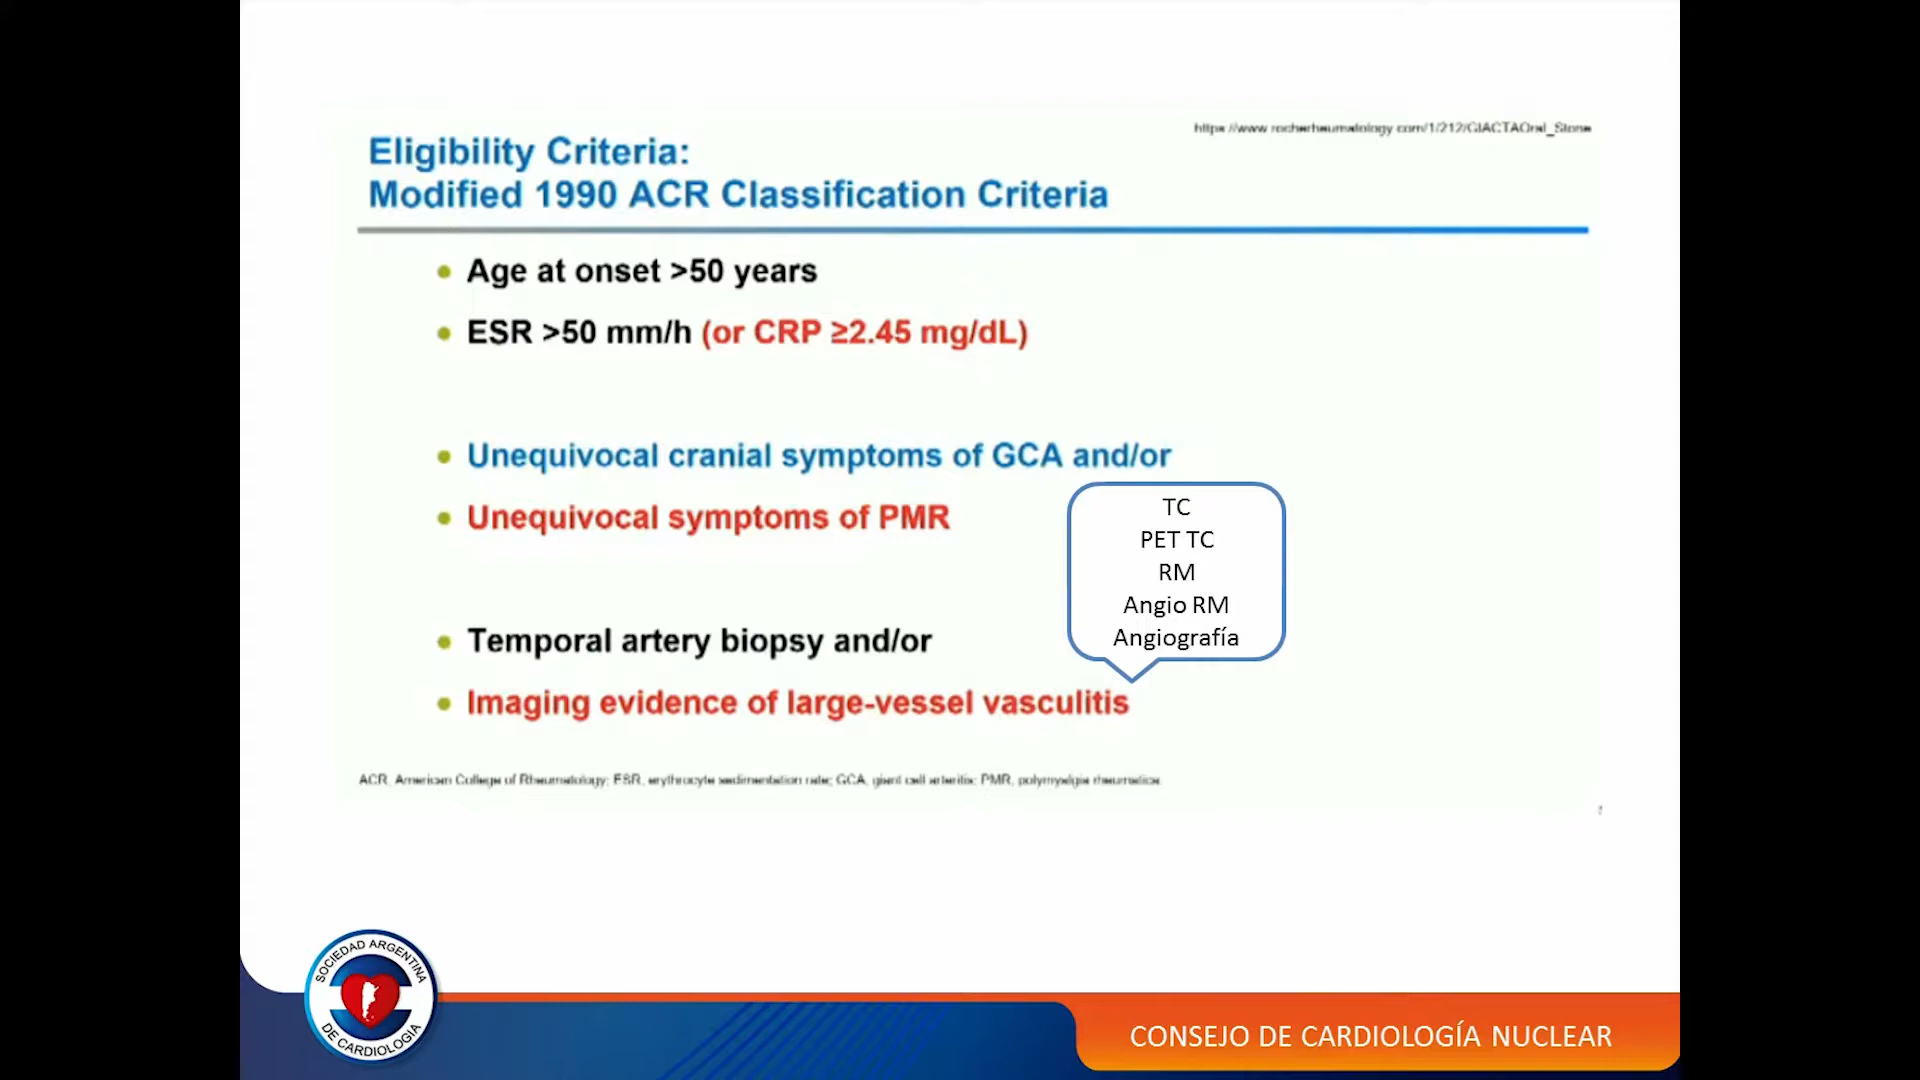 https://www.rocherheumatology.com/1/212/GIACTAOral_Stone
Eligibility Criteria:
Modified 1990 ACR Classification Criteria
• Age at onset >50 years
• ESR >50 mm/h (or CRP ≥2.45 mg/dL)
• Unequivocal cranial symptoms of GCA and/or
• Unequivocal symptoms of PMR
TC
PET TC
RM
Angio RM
Angiografía
• Temporal artery biopsy and/or
• Imaging evidence of large-vessel vasculitis
ACR, American College of Rheumatology; ESR, erythrocyte sedimentation rate; GCA, giant cell arteritis; PMR, polymyalgia rheumatica
SOCIEDAD ARGENTINA
DE CARDIOLOGIA
CONSEJO DE CARDIOLOGÍA NUCLEAR